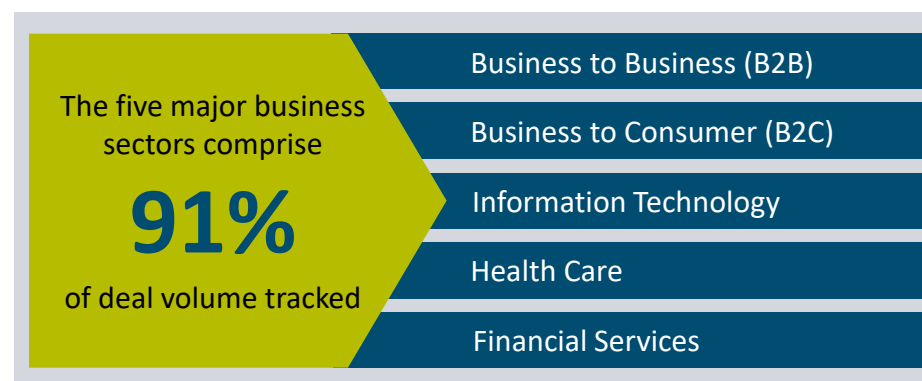 The five major business
sectors comprise
91%
of deal volume tracked
Business to Business (B2B)
Business to Consumer (B2C)
Information Technology
Health Care
Financial Services